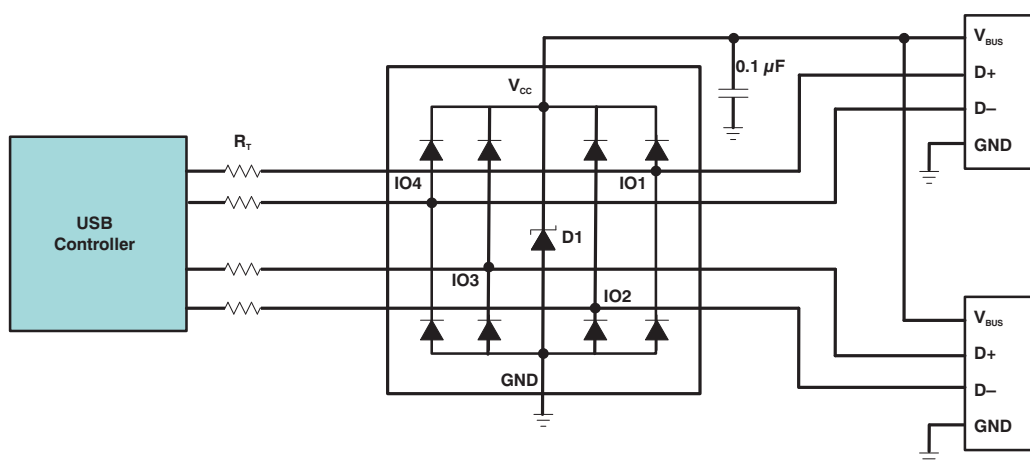 V_BUS
0.1 µF
D+
V_CC
D–
R_T
GND
IO4
IO1
USB
Controller
D1
IO3
IO2
V_BUS
D+
GND
D–
GND